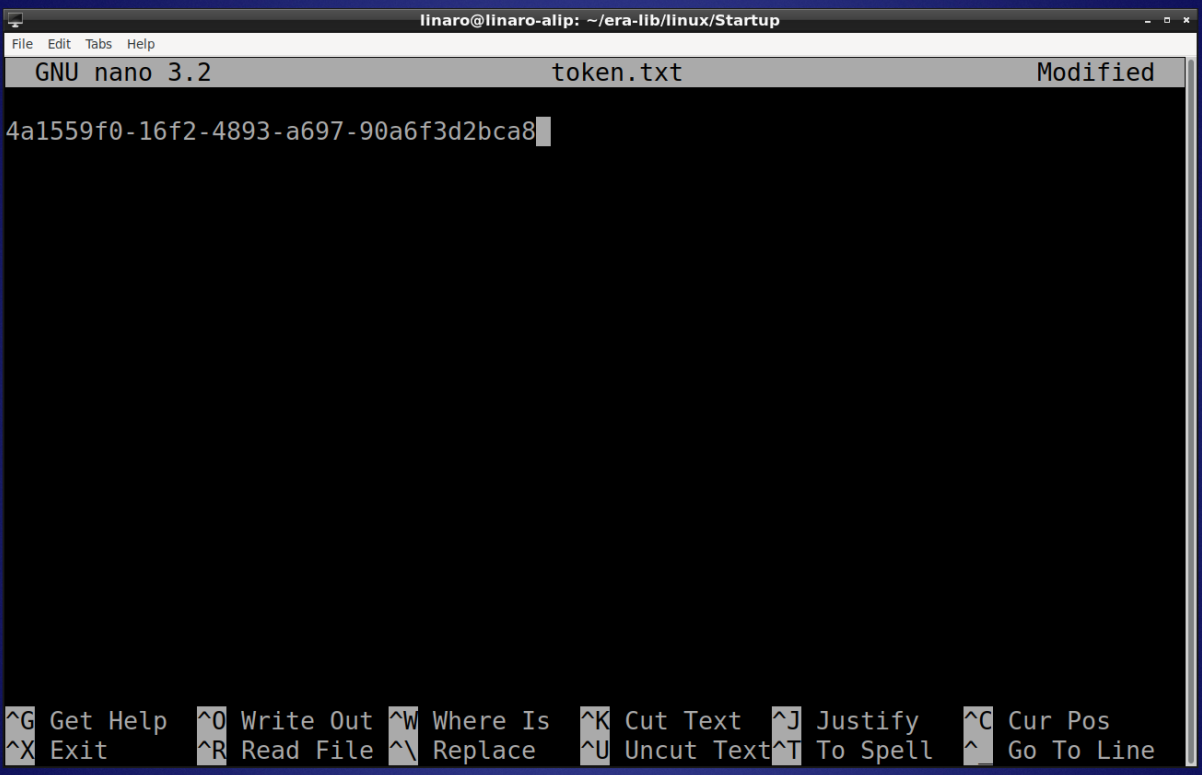 linaro@linaro-alip: ~/era-lib/linux/Startup
File Edit Tabs Help
GNU nano 3.2 token.txt Modified
4a1559f0-16f2-4893-a697-90a6f3d2bca8
^G Get Help ^O Write Out ^W Where Is ^K Cut Text ^J Justify ^C Cur Pos
^X Exit ^R Read File ^\ Replace ^U Uncut Text ^T To Spell ^_ Go To Line